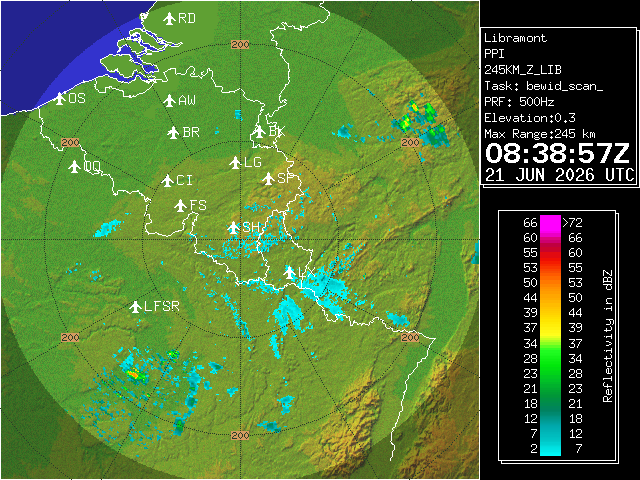 RD
200
OS
AW
BR
BK
200
200
QQ
LG
CI
SP
FS
SH
LX
LFSR
200
200
200
Libramont
PPI
245KM_Z_LIB
Task: bewid_scan_
PRF: 500Hz
Elevation:0.3
Max Range:245 km
08:38:57Z
21 JUN 2026 UTC
66 >72
60 66
55 60
53 55
50 53
44 50
39 44
37 39
34 37
28 34
23 28
21 23
18 21
12 18
7 12
2 7
Reflectivity in dBZ